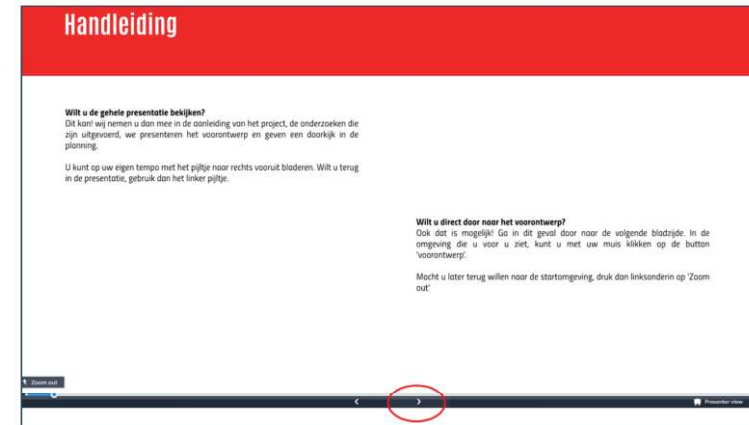 Handleiding
Wilt u de gehele presentatie bekijken?
Dit kan! wij nemen u dan mee in de aanleiding van het project, de onderzoeken die
zijn uitgevoerd, we presenteren het voorontwerp en geven een doorkijk in de
planning.
U kunt op uw eigen tempo met het pijltje naar rechts vooruit bladeren. Wilt u terug
in de presentatie, gebruik dan het linker pijltje.
Wilt u direct door naar het voorontwerp?
Ook dat is mogelijk! Ga in dit geval door naar de volgende bladzijde. In de
omgeving die u voor u ziet, kunt u met uw muis klikken op de button
'voorontwerp'.
Mocht u later terug willen naar de startomgeving, druk dan linksonderin op 'Zoom
out'
Zoom out
Presenter view